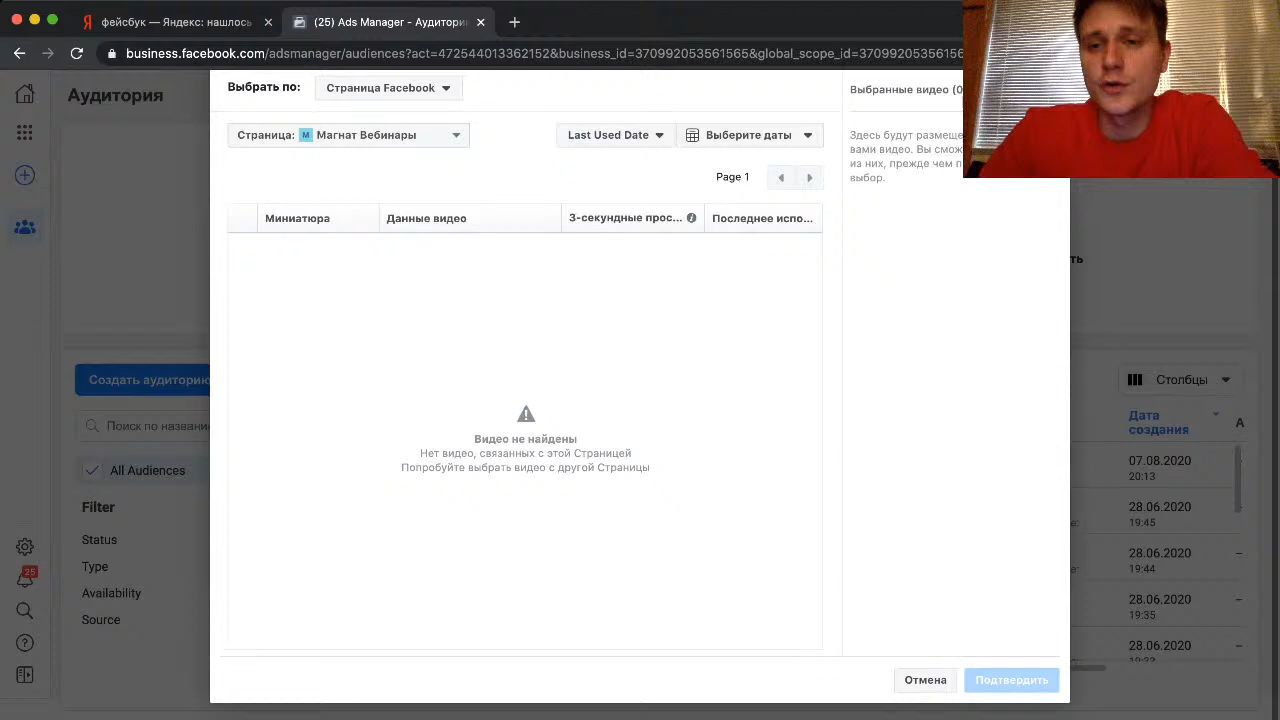 фейсбук — Яндекс: нашлось
(25) Ads Manager - Аудитори
business.facebook.com/adsmanager/audiences?act=472544013362152&business_id=370992053561565&global_scope_id=37099205356156
Аудитория
Выбрать по:
Страница Facebook
Выбранные видео (0
Страница: М Магнат Вебинары
Last Used Date
Выберите даты
Здесь будут размеще
вами видео. Вы смож
из них, прежде чем п
выбор.
Page 1
Миниатюра
Данные видео
3-секундные прос...
Последнее испо...
ть
Видео не найдены
Нет видео, связанных с этой Страницей
Попробуйте выбрать видео с другой Страницы
Создать аудиторию
Столбцы
Поиск по названию
Дата
создания
А
All Audiences
07.08.2020
20:13
Filter
28.06.2020
19:45
Status
28.06.2020
19:44
Type
Availability
28.06.2020
19:35
Source
28.06.2020
25
Отмена
Подтвердить